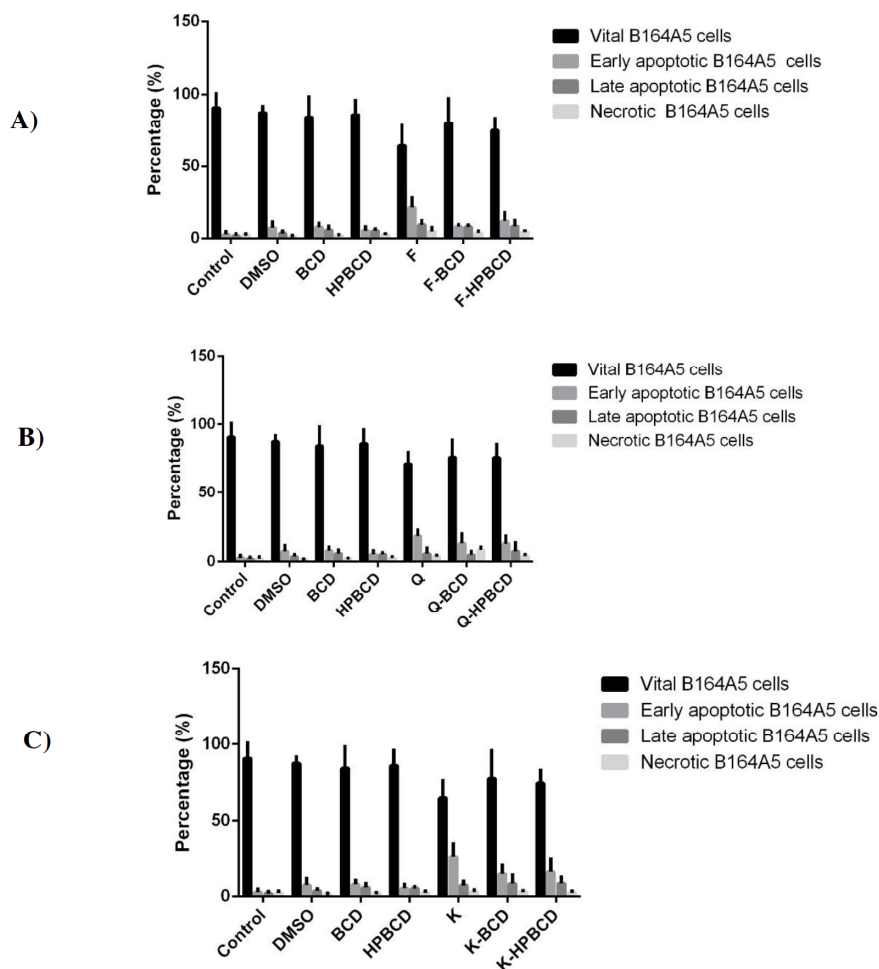 A)
Percentage (%)
150
100
50
0
Control
DMSO
BCD
HPBCD
F
F-BCD
F-HPBCD
Vital B164A5 cells
Early apoptotic B164A5 cells
Late apoptotic B164A5 cells
Necrotic B164A5 cells
B)
Percentage (%)
150
100
50
0
Control
DMSO
BCD
HPBCD
Q
Q-BCD
Q-HPBCD
Vital B164A5 cells
Early apoptotic B164A5 cells
Late apoptotic B164A5 cells
Necrotic B164A5 cells
C)
Percentage (%)
150
100
50
0
Control
DMSO
BCD
HPBCD
K
K-BCD
K-HPBCD
Vital B164A5 cells
Early apoptotic B164A5 cells
Late apoptotic B164A5 cells
Necrotic B164A5 cells